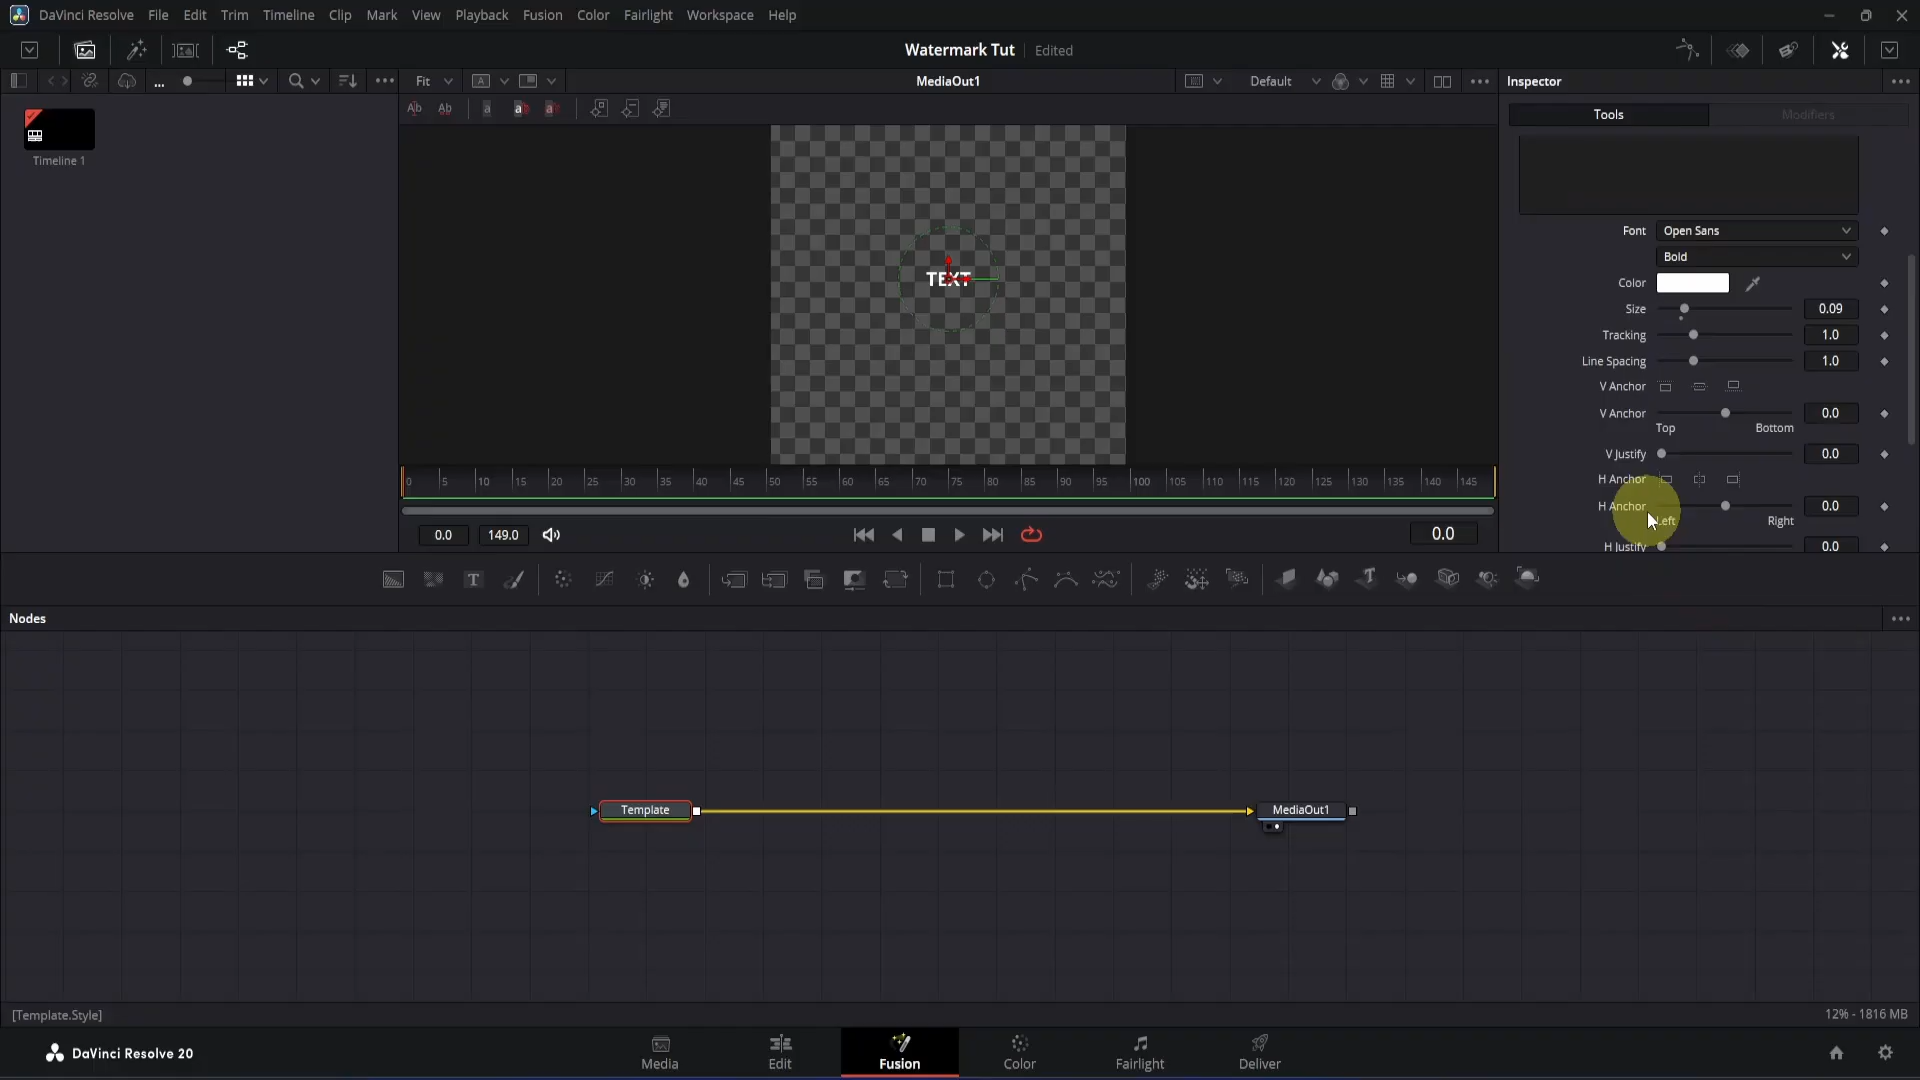 DaVinci Resolve File Edit Trim Timeline Clip Mark View Playback Fusion Color Fairlight Workspace Help
Watermark Tut Edited
... Fit A MediaOut1 Default Inspector
Tools Modifiers
Timeline 1
TEXT
Font Open Sans
Bold
Color
Size 0.09
Tracking 1.0
Line Spacing 1.0
V Anchor
V Anchor 0.0
Top Bottom
V Justify 0.0
H Anchor
H Anchor 0.0
Left Right
H Justify 0.0
0 5 10 15 20 25 30 35 40 45 50 55 60 65 70 75 80 85 90 95 100 105 110 115 120 125 130 135 140 145
0.0 149.0 0.0
Nodes
Template MediaOut1
[Template.Style] 12% - 1816 MB
DaVinci Resolve 20 Media Edit Fusion Color Fairlight Deliver